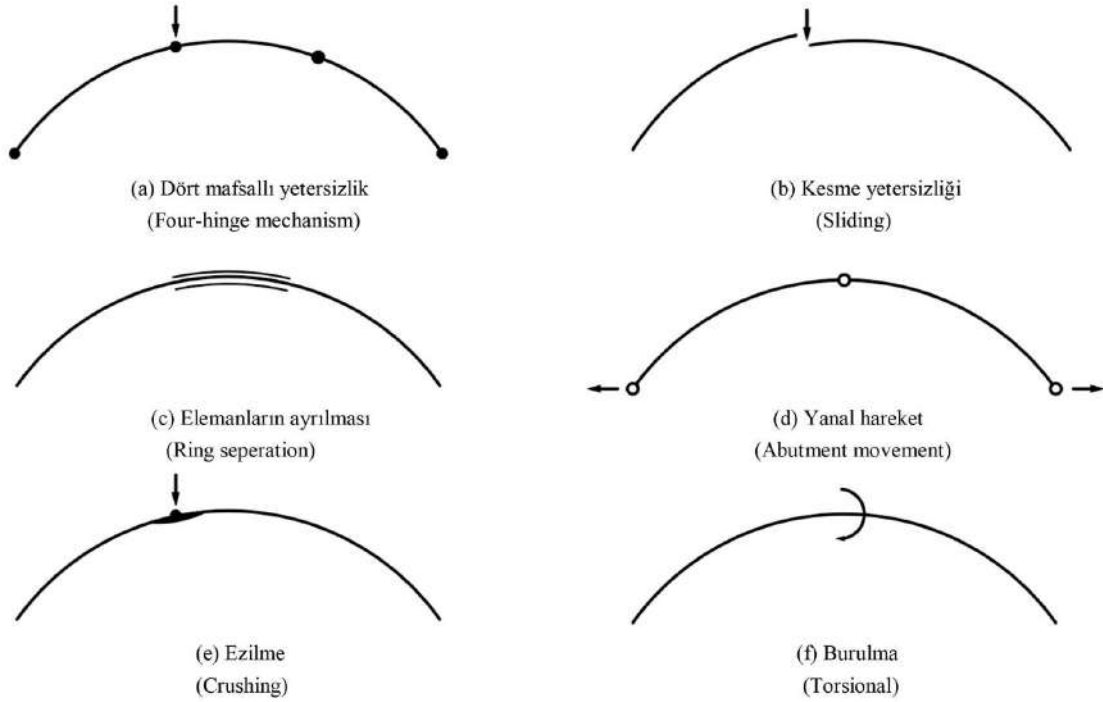 (a) Dört mafsallı yetersizlik
(Four-hinge mechanism)
(b) Kesme yetersizliği
(Sliding)
(c) Elemanların ayrılması
(Ring seperation)
(d) Yanal hareket
(Abutment movement)
(e) Ezilme
(Crushing)
(f) Burulma
(Torsional)